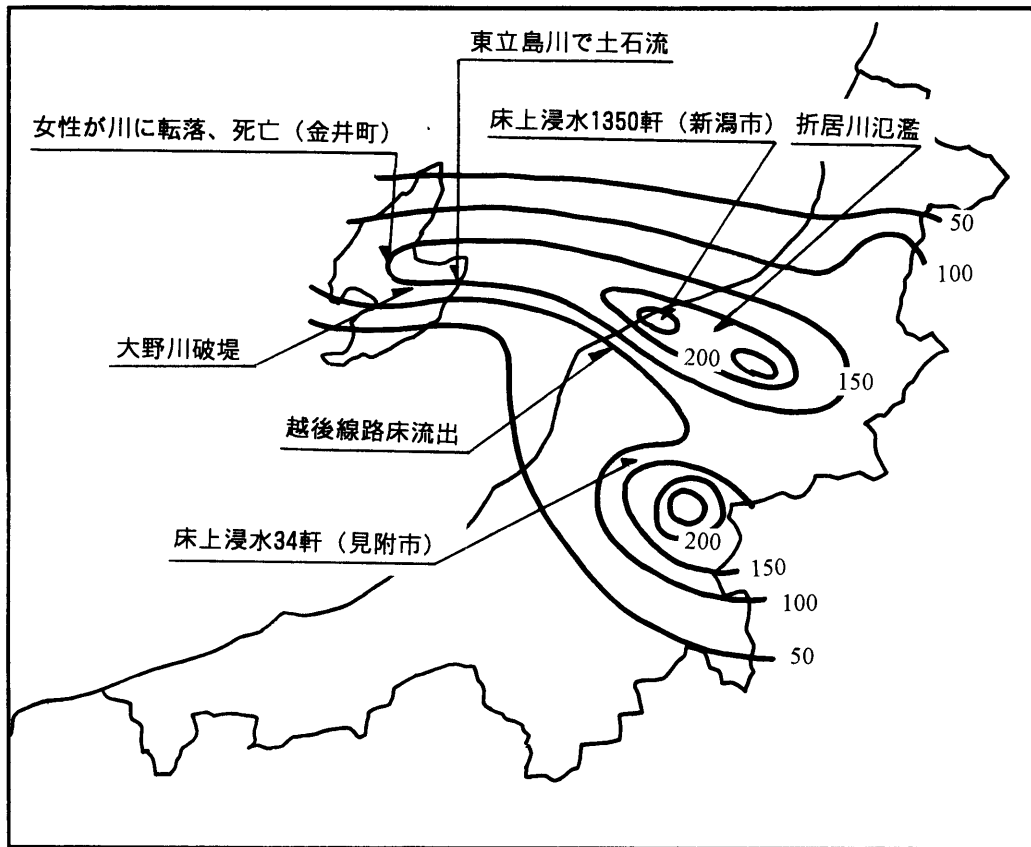 東立島川で土石流
女性が川に転落、死亡（金井町）
床上浸水1350軒（新潟市）
折居川氾濫
50
100
大野川破堤
200
150
越後線路床流出
床上浸水34軒（見附市）
200
150
100
50